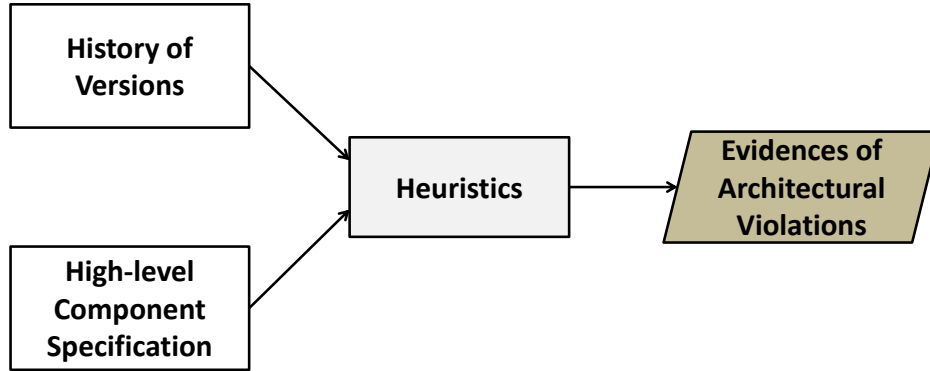 History of
Versions
High-level
Component
Specification
Heuristics
Evidences of
Architectural
Violations